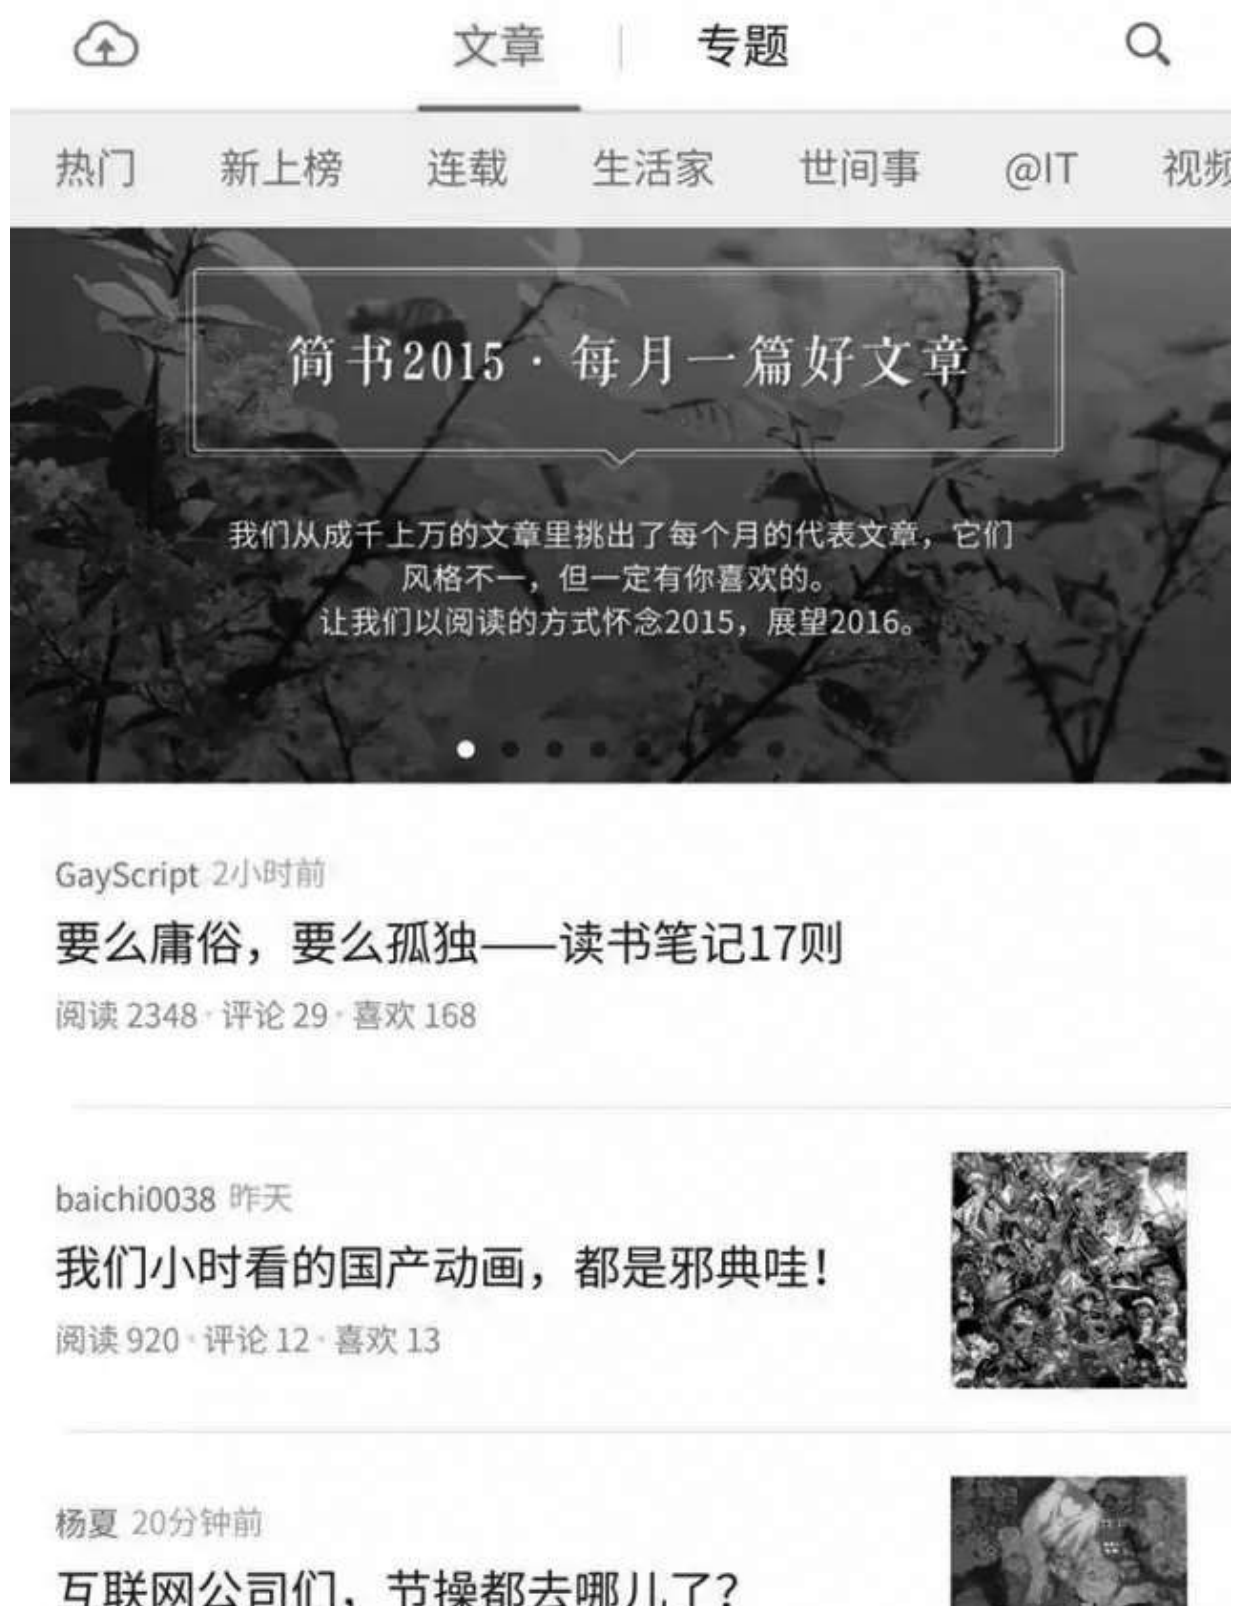 文章 | 专题
热门 新上榜 连载 生活家 世间事 @IT 视频
简书2015 · 每月一篇好文章
我们从成千上万的文章里挑出了每个月的代表文章，它们
风格不一，但一定有你喜欢的。
让我们以阅读的方式怀念2015，展望2016。
GayScript 2小时前
要么庸俗，要么孤独——读书笔记17则
阅读 2348 · 评论 29 · 喜欢 168
baichi0038 昨天
我们小时看的国产动画，都是邪典哇！
阅读 920 · 评论 12 · 喜欢 13
杨夏 20分钟前
互联网公司们，节操都去哪儿了？